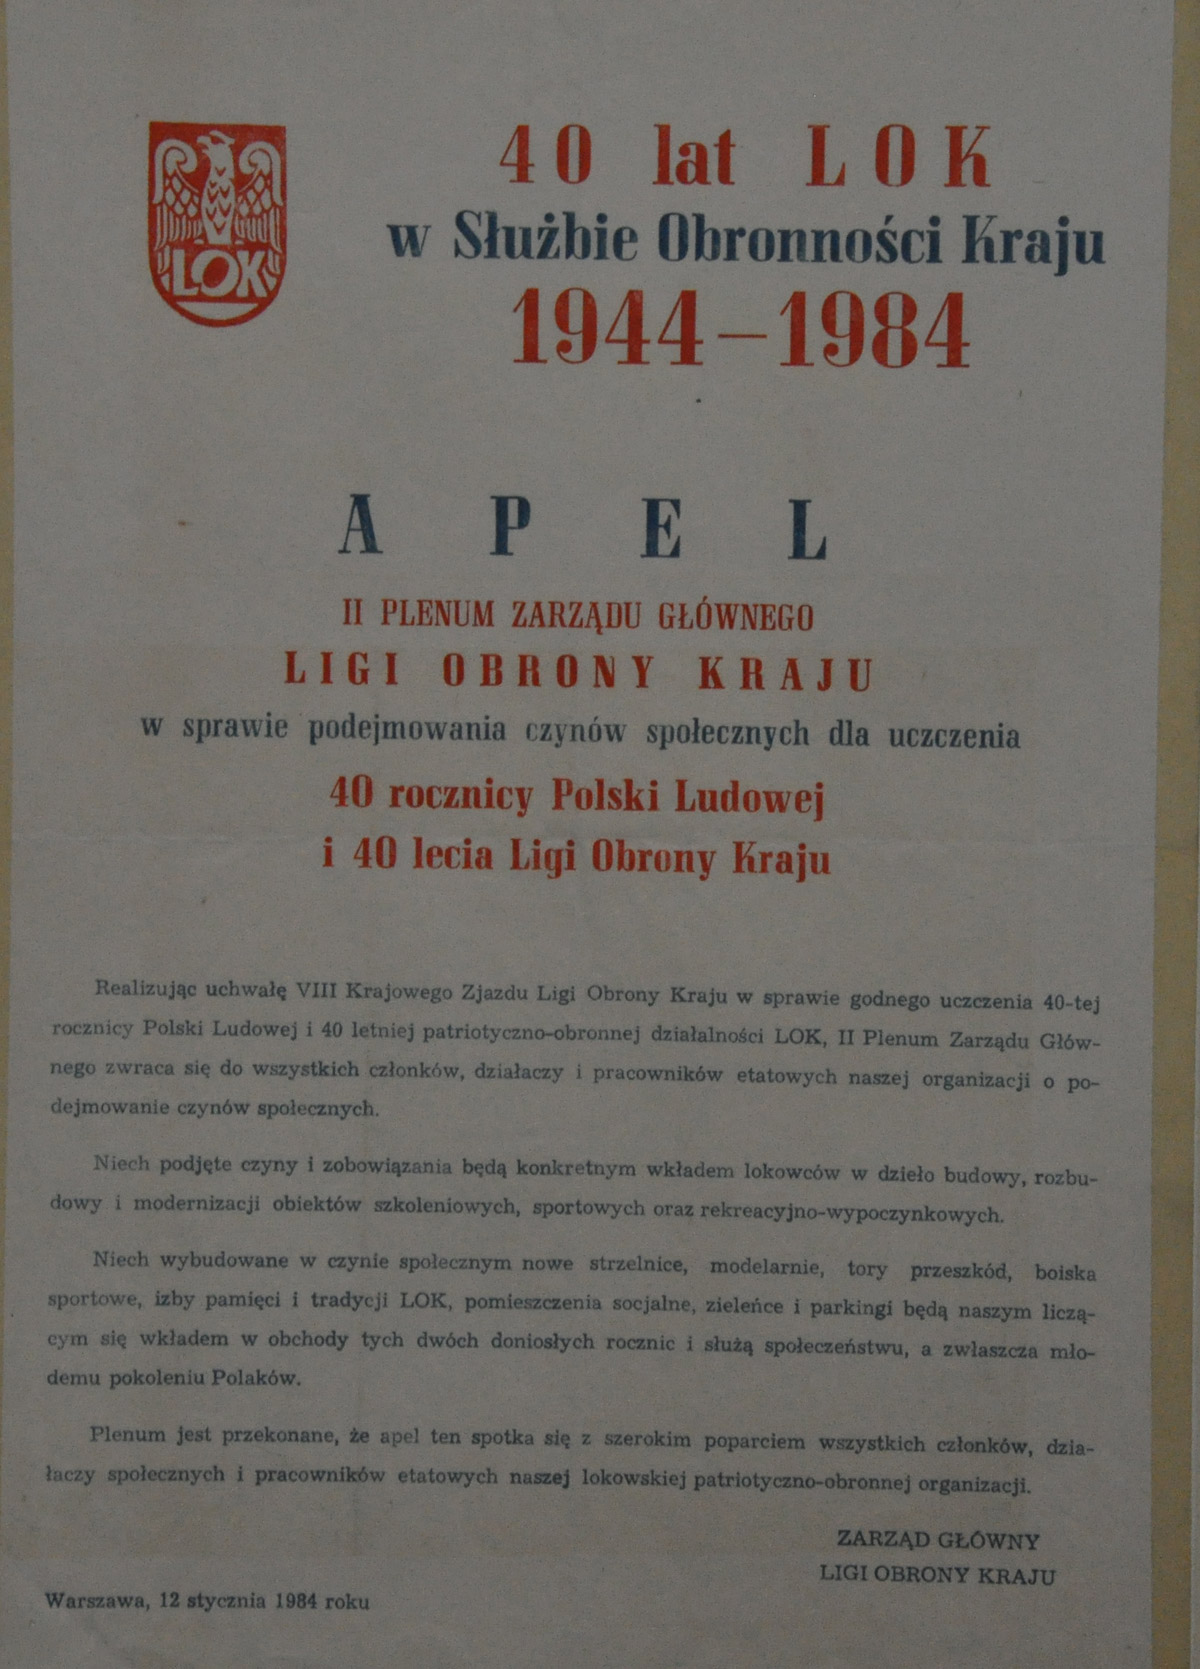 LOK
40 lat LOK
w Służbie Obronności Kraju
1944–1984
APEL
II PLENUM ZARZĄDU GŁÓWNEGO
LIGI OBRONY KRAJU
w sprawie podejmowania czynów społecznych dla uczczenia
40 rocznicy Polski Ludowej
i 40 lecia Ligi Obrony Kraju
Realizując uchwałę VIII Krajowego Zjazdu Ligi Obrony Kraju w sprawie godnego uczczenia 40-tej
rocznicy Polski Ludowej i 40 letniej patriotyczno-obronnej działalności LOK, II Plenum Zarządu Głów-
nego zwraca się do wszystkich członków, działaczy i pracowników etatowych naszej organizacji o po-
dejmowanie czynów społecznych.
Niech podjęte czyny i zobowiązania będą konkretnym wkładem lokowców w dzieło budowy, rozbu-
dowy i modernizacji obiektów szkoleniowych, sportowych oraz rekreacyjno-wypoczynkowych.
Niech wybudowane w czynie społecznym nowe strzelnice, modelarnie, tory przeszkód, boiska
sportowe, izby pamięci i tradycji LOK, pomieszczenia socjalne, zieleńce i parkingi będą naszym liczą-
cym się wkładem w obchody tych dwóch doniosłych rocznic i służą społeczeństwu, a zwłaszcza mło-
demu pokoleniu Polaków.
Plenum jest przekonane, że apel ten spotka się z szerokim poparciem wszystkich członków, dzia-
łaczy społecznych i pracowników etatowych naszej lokowskiej patriotyczno-obronnej organizacji.
ZARZĄD GŁÓWNY
LIGI OBRONY KRAJU
Warszawa, 12 stycznia 1984 roku